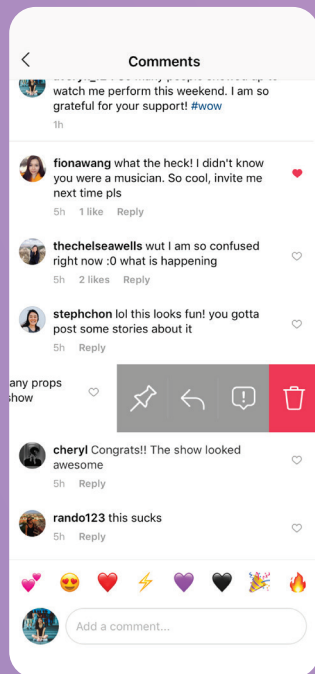 Comments
watch me perform this weekend. I am so
grateful for your support! #wow
1h
fionawang what the heck! I didn't know
you were a musician. So cool, invite me
next time pls
5h 1 like Reply
thechelseawells wut I am so confused
right now :0 what is happening
5h 2 likes Reply
stephchon lol this looks fun! you gotta
post some stories about it
5h Reply
any props
show
cheryl Congrats!! The show looked
awesome
5h Reply
rando123 this sucks
5h Reply
Add a comment...